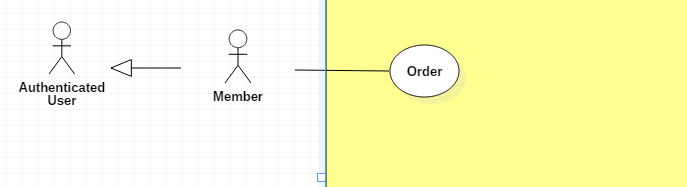 Authenticated
User
Member
Order